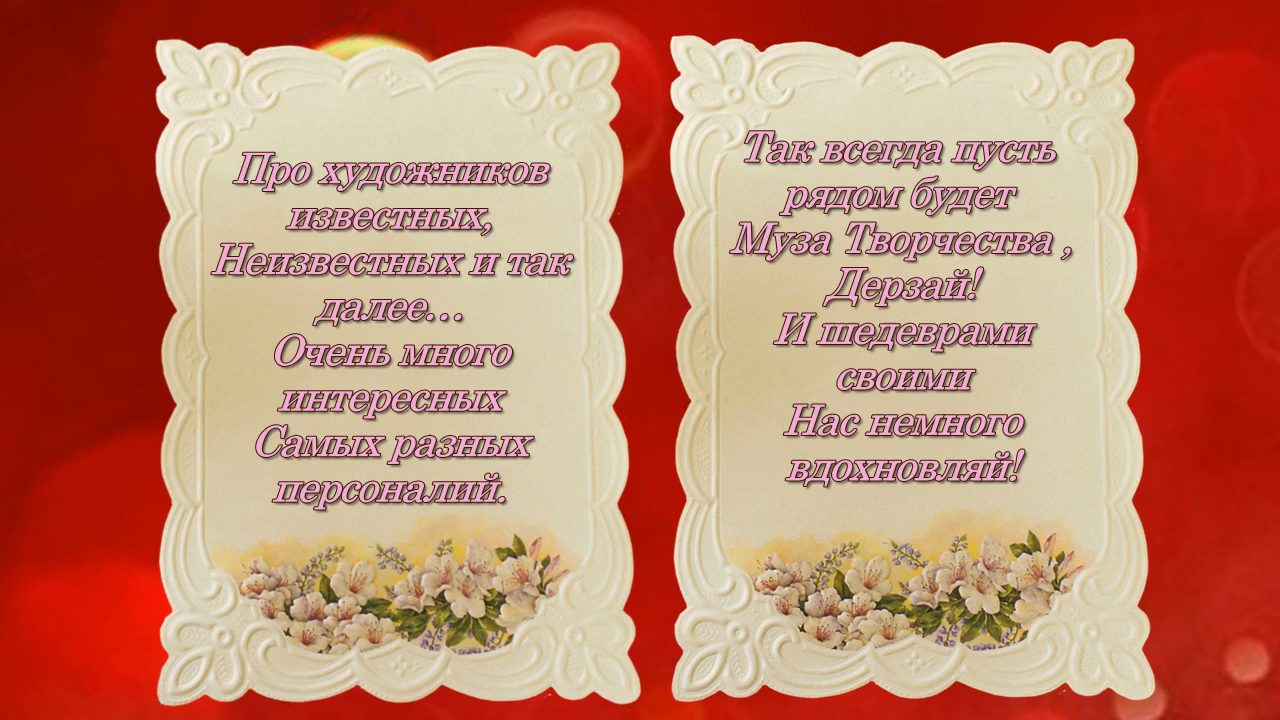 Про художников
известных,
Неизвестных и так
далее...
Очень много
интересных
Самых разных
персоналий.
Так всегда пусть
рядом будет
Муза Творчества ,
Дерзай!
И шедеврами
своими
Нас немного
вдохновляй!